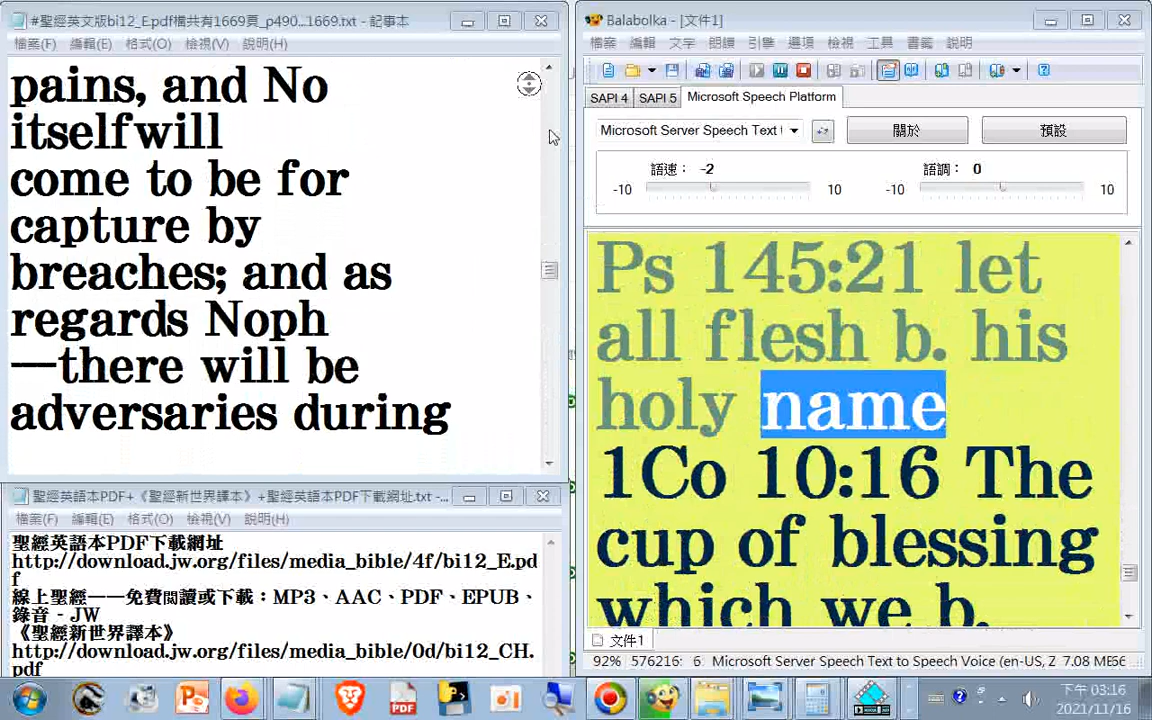 #聖經英文版bi12_E.pdf檔共有1669頁_p490...1669.txt - 記事本
檔案(F) 編輯(E) 格式(O) 檢視(V) 說明(H)
pains, and No
itselfwill
come to be for
capture by
breaches; and as
regards Noph
—there will be
adversaries during
聖經英語本PDF+《聖經新世界譯本》+聖經英語本PDF下載網址.txt -...
檔案(F) 編輯(E) 格式(O) 檢視(V) 說明(H)
聖經英語本PDF下載網址
http://download.jw.org/files/media_bible/4f/bi12_E.pd
f
線上聖經——免費閱讀或下載：MP3、AAC、PDF、EPUB、
錄音 - JW
《聖經新世界譯本》
http://download.jw.org/files/media_bible/0d/bi12_CH.
pdf
Balabolka - [文件1]
檔案 編輯 文字 朗讀 引擎 選項 檢視 工具 書籤 說明
SAPI 4 SAPI 5 Microsoft Speech Platform
Microsoft Server Speech Text 關於 預設
語速： -2 語調： 0
-10 10 -10 10
Ps 145:21 let
all flesh b. his
holy name
1Co 10:16 The
cup of blessing
which we b.
文件1
92% 576216: 6 Microsoft Server Speech Text to Speech Voice (en-US, Z 7.08 MB
PDF
下午 03:16
2021/11/16